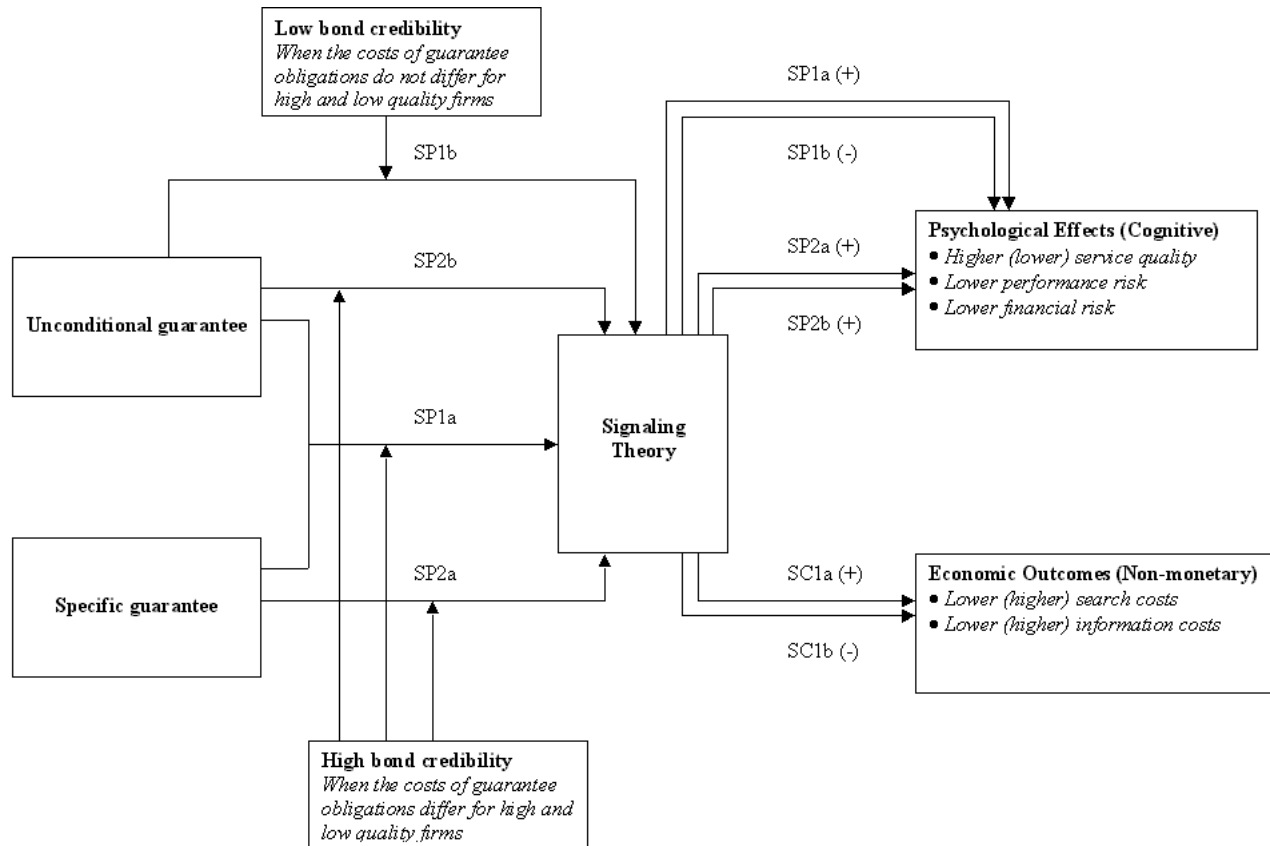 Low bond credibility
When the costs of guarantee
obligations do not differ for
high and low quality firms
SP1b
SP1a (+)
SP1b (-)
SP2b
SP2a (+)
SP2b (+)
Psychological Effects (Cognitive)
• Higher (lower) service quality
• Lower performance risk
• Lower financial risk
Unconditional guarantee
SP1a
Signaling
Theory
Specific guarantee
SP2a
SC1a (+)
SC1b (-)
Economic Outcomes (Non-monetary)
• Lower (higher) search costs
• Lower (higher) information costs
High bond credibility
When the costs of guarantee
obligations differ for high and
low quality firms